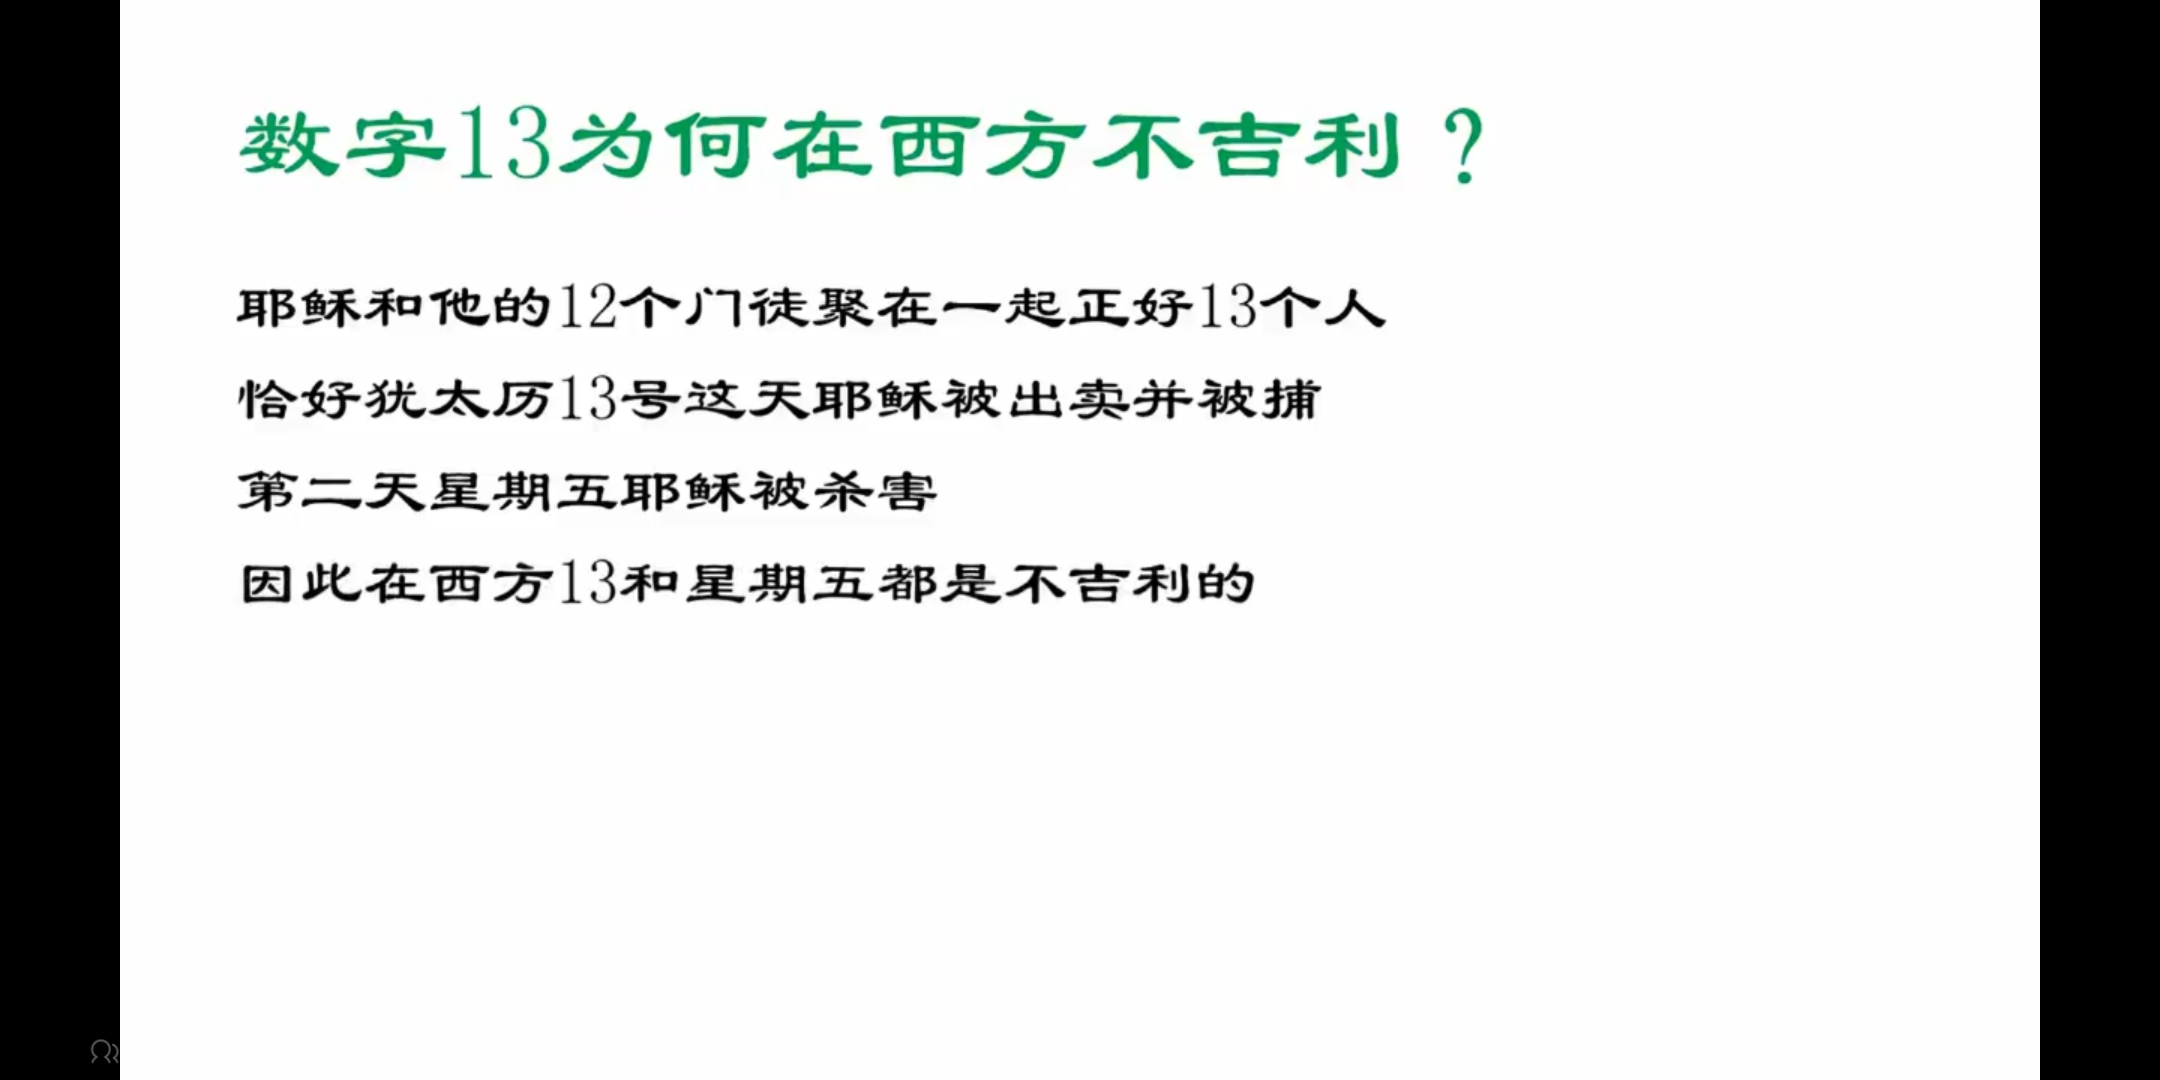 数字13为何在西方不吉利？
耶稣和他的12个门徒聚在一起正好13个人
恰好犹太历13号这天耶稣被出卖并被捕
第二天星期五耶稣被杀害
因此在西方13和星期五都是不吉利的